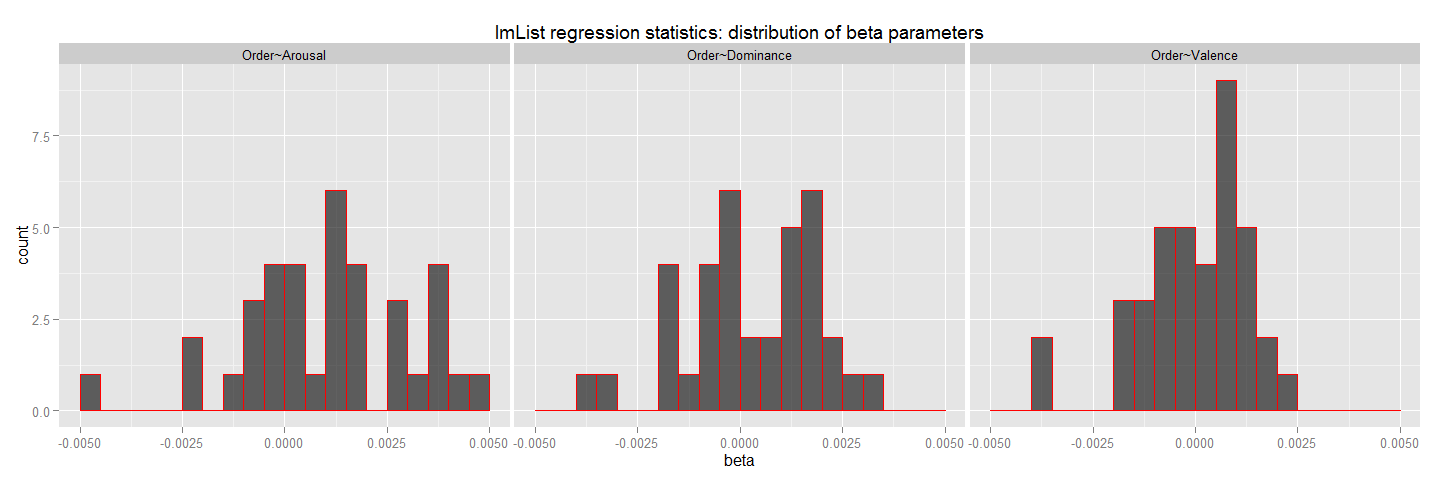 lmList regression statistics: distribution of beta parameters
Order~Arousal Order~Dominance Order~Valence
7.5
5.0
2.5
0.0
count
-0.0050 -0.0025 0.0000 0.0025 0.0050 -0.0050 -0.0025 0.0000 0.0025 0.0050 -0.0050 -0.0025 0.0000 0.0025 0.0050
beta